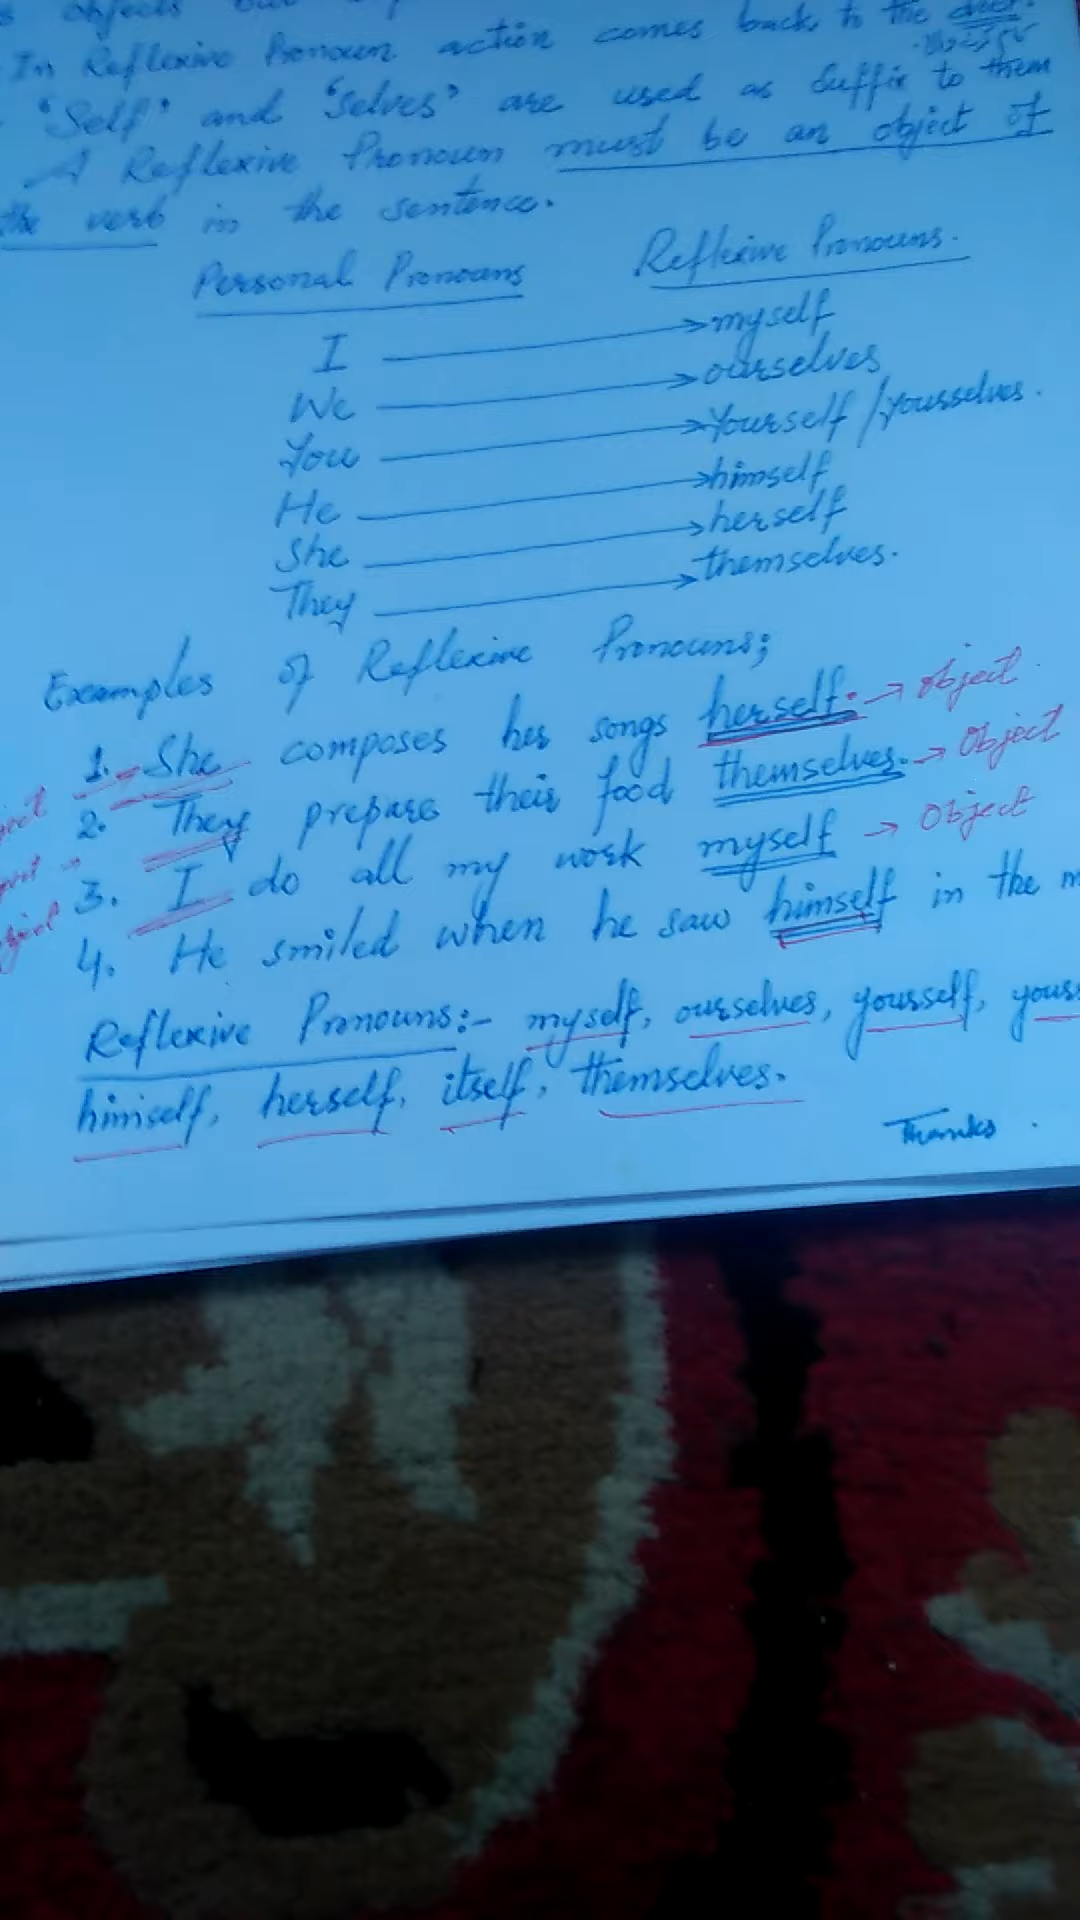 objects
In Reflexive Pronoun action comes back to the doer.
'Self' and 'selves' are used as Suffix to them
A Reflexive Pronoun must be an object of
the verb in the sentence.
Personal Pronouns Reflexive Pronouns.
I → myself
We → ourselves
You → Yourself / yourselves.
He → himself
She → herself
They → themselves.
Examples of Reflexive Pronouns;
1. She composes her songs herself. → object
2. They prepare their food themselves. → Object
3. I do all my work myself → Object
4. He smiled when he saw himself in the
Reflexive Pronouns:- myself, ourselves, yourself,
himself, herself, itself, themselves.
Thanks.